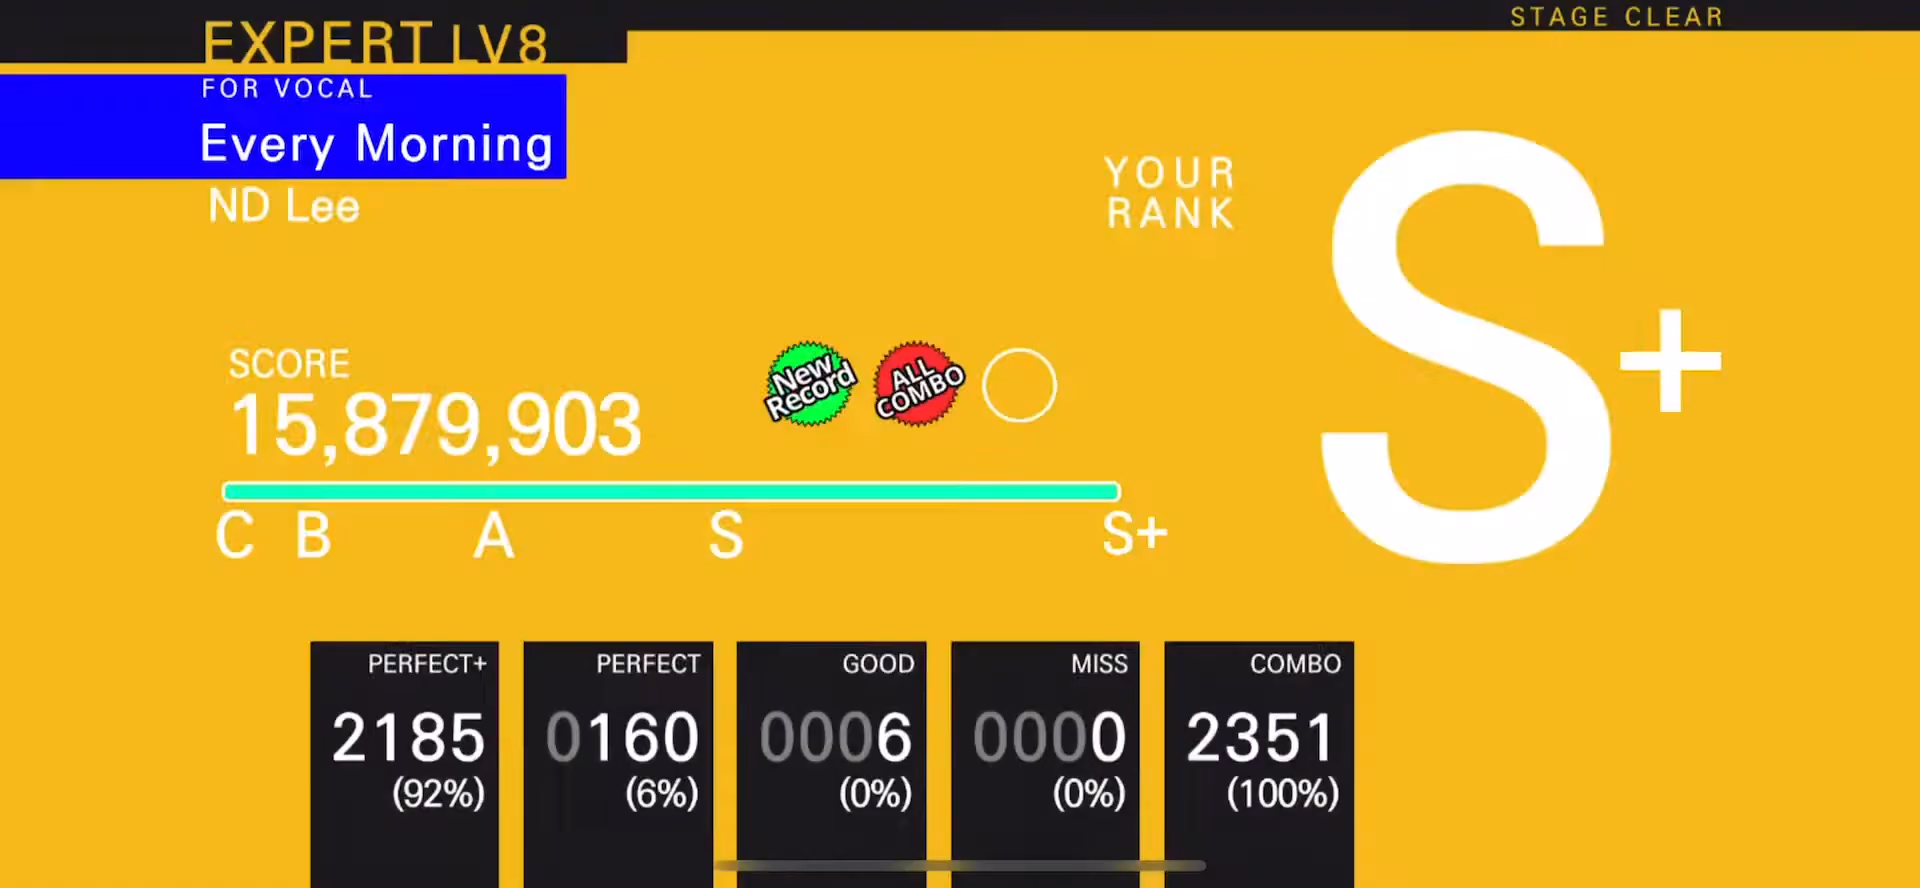 STAGE CLEAR
EXPERT LV8
FOR VOCAL
Every Morning
ND Lee
YOUR
RANK
S+
SCORE
15,879,903
New
Record
ALL
COMBO
C B A S S+
PERFECT+ PERFECT GOOD MISS COMBO
2185 0160 0006 0000 2351
(92%) (6%) (0%) (0%) (100%)